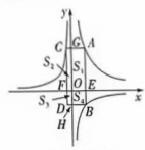 y
C G A
S₂ S₁
F O E x
S₃ S₄
D B
H